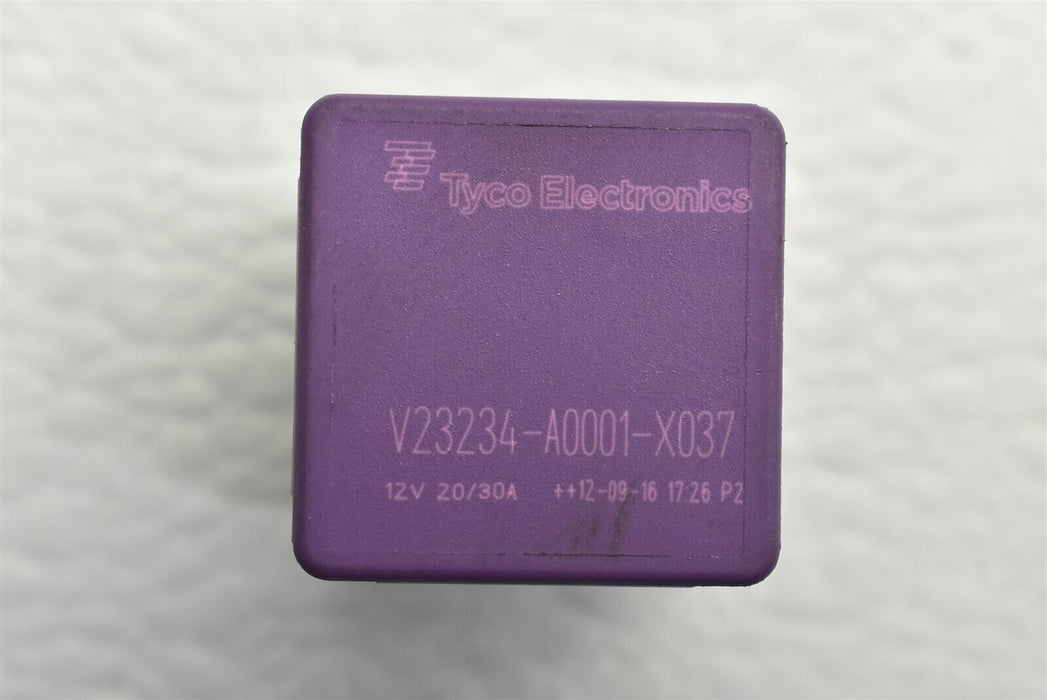 Tyco Electronics
V23234-A0001-X037
12V 20/30A ++12-09-16 17:26 P2